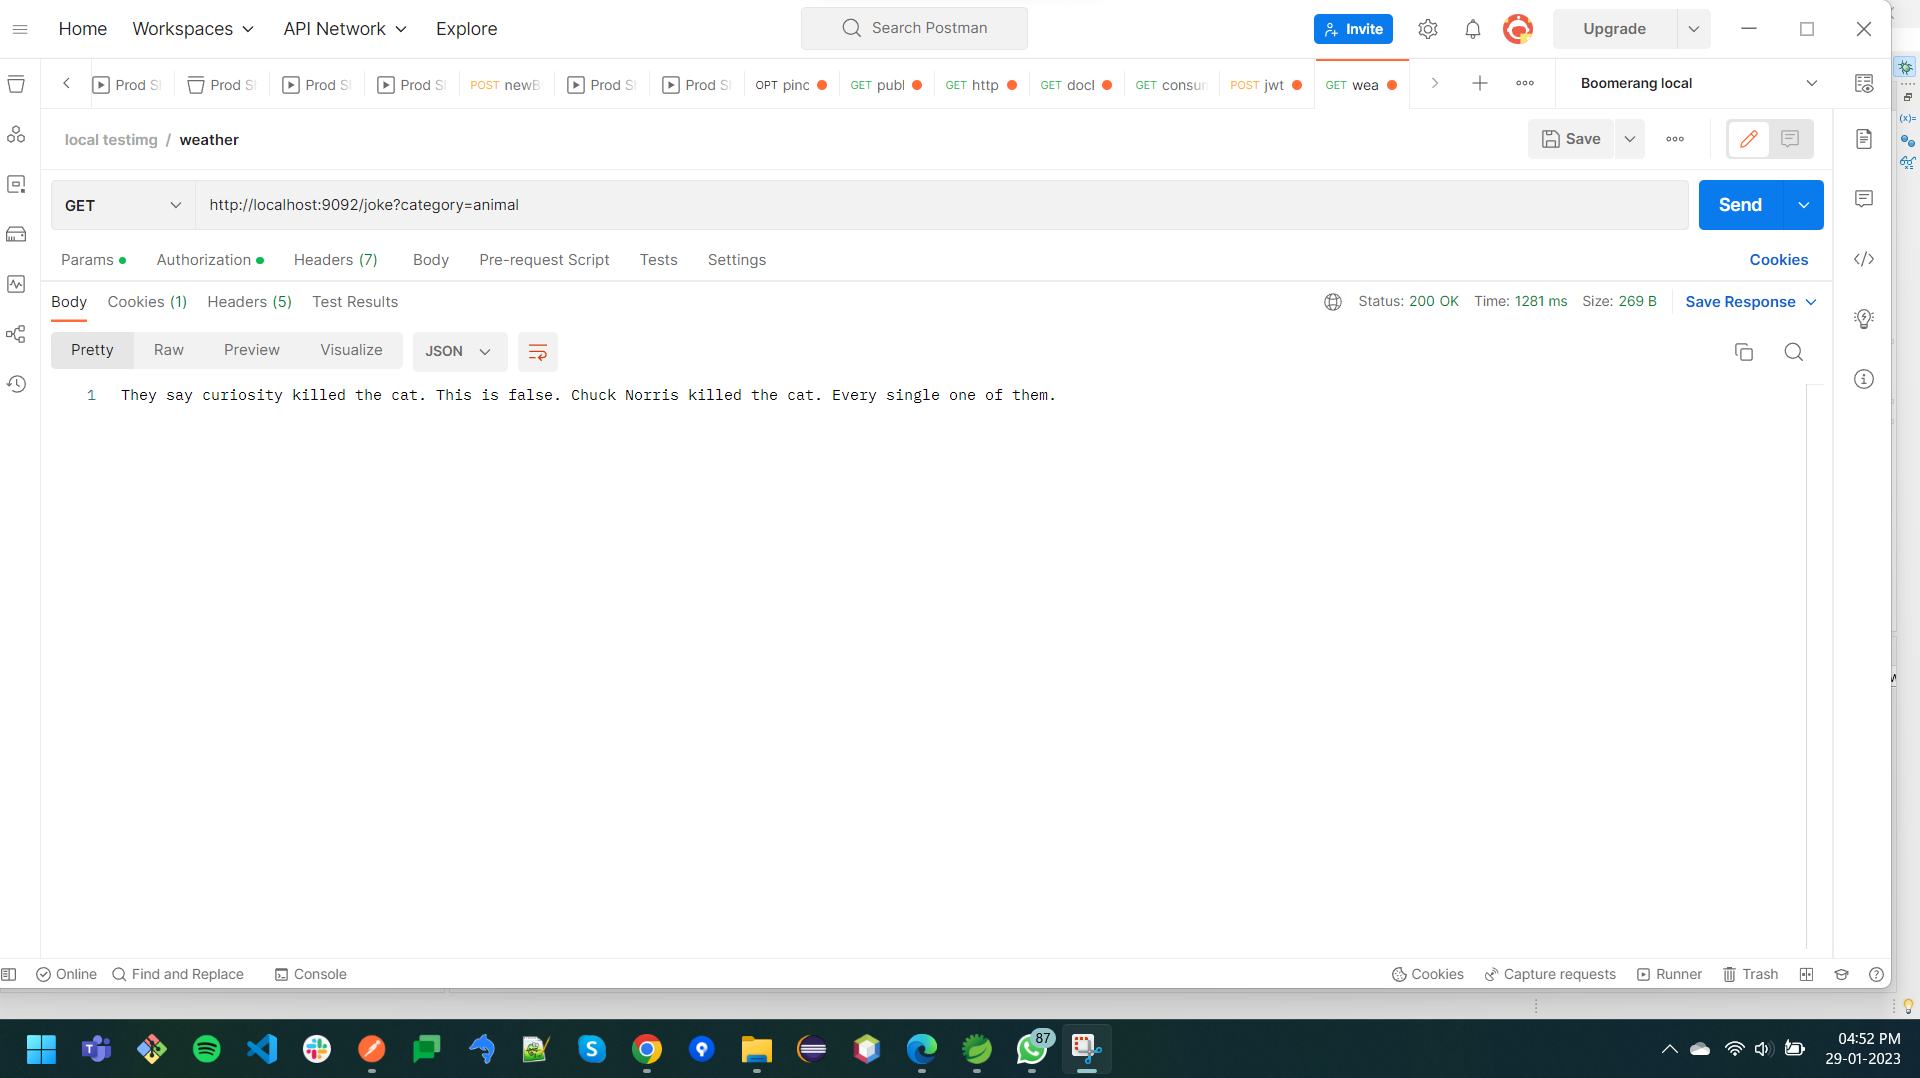 Home Workspaces API Network Explore Search Postman Invite Upgrade
Prod S Prod S Prod S Prod S POST newB Prod S Prod S OPT pinc GET publ GET http GET docl GET consum POST jwt GET wea Boomerang local
local testimg / weather Save
GET http://localhost:9092/joke?category=animal Send
Params Authorization Headers (7) Body Pre-request Script Tests Settings Cookies
Body Cookies (1) Headers (5) Test Results Status: 200 OK Time: 1281 ms Size: 269 B Save Response
Pretty Raw Preview Visualize JSON
1 They say curiosity killed the cat. This is false. Chuck Norris killed the cat. Every single one of them.
Online Find and Replace Console Cookies Capture requests Runner Trash
87
04:52 PM
29-01-2023